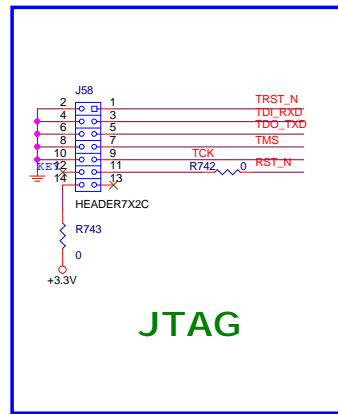 J58
2 1 TRST_N
4 3 TDI_RXD
6 5 TDO_TXD
8 7 TMS
10 9 TCK
KEY 12 11 R742 0 RST_N
14 13
HEADER7X2C
R743
0
+3.3V
JTAG